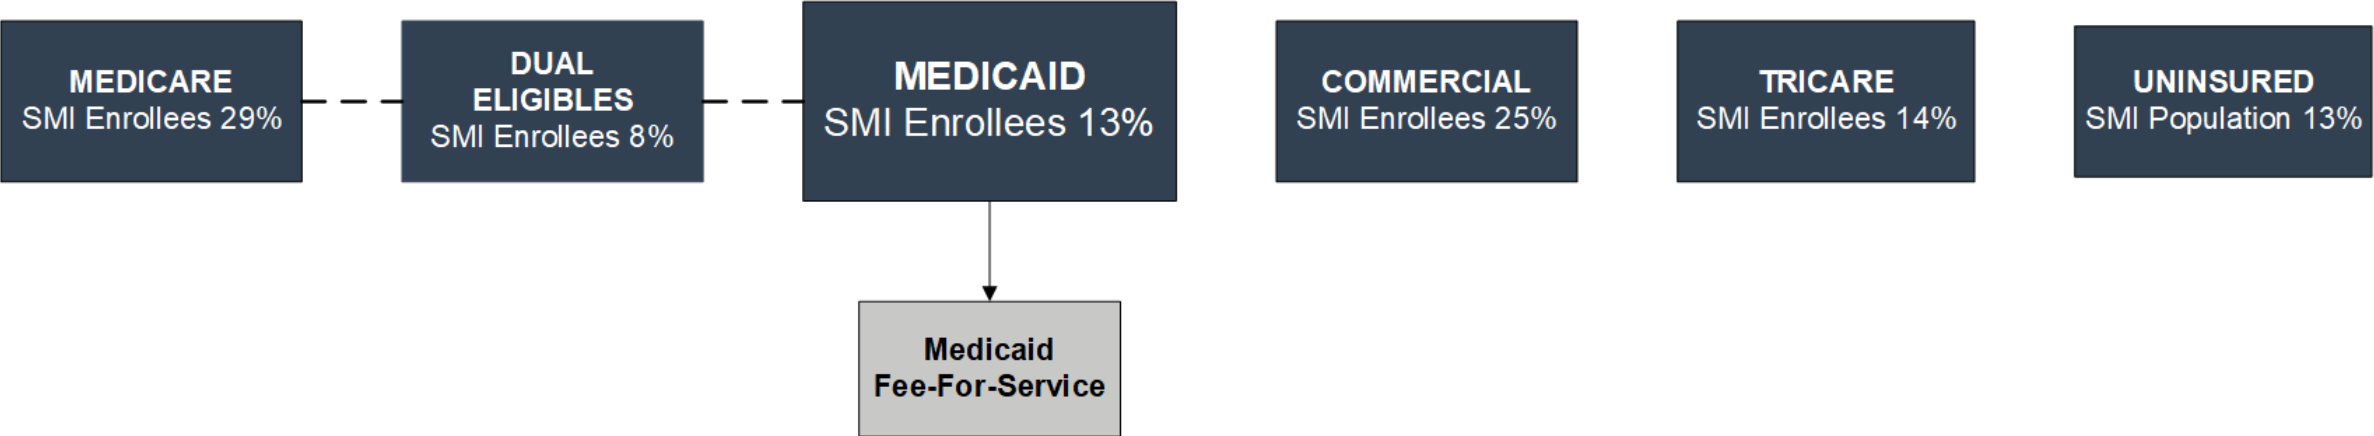 MEDICARE
SMI Enrollees 29%
DUAL
ELIGIBLES
SMI Enrollees 8%
MEDICAID
SMI Enrollees 13%
COMMERCIAL
SMI Enrollees 25%
TRICARE
SMI Enrollees 14%
UNINSURED
SMI Population 13%
Medicaid
Fee-For-Service